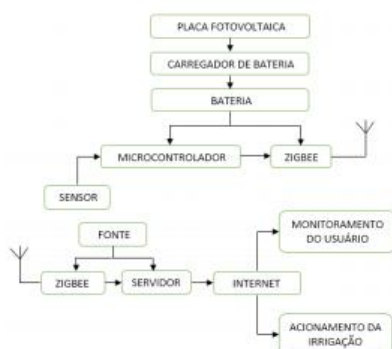 PLACA FOTOVOLTAICA
CARREGADOR DE BATERIA
BATERIA
MICROCONTROLADOR
ZIGBEE
SENSOR
FONTE
ZIGBEE
SERVIDOR
INTERNET
MONITORAMENTO
DO USUÁRIO
ACIONAMENTO DA
IRRIGAÇÃO